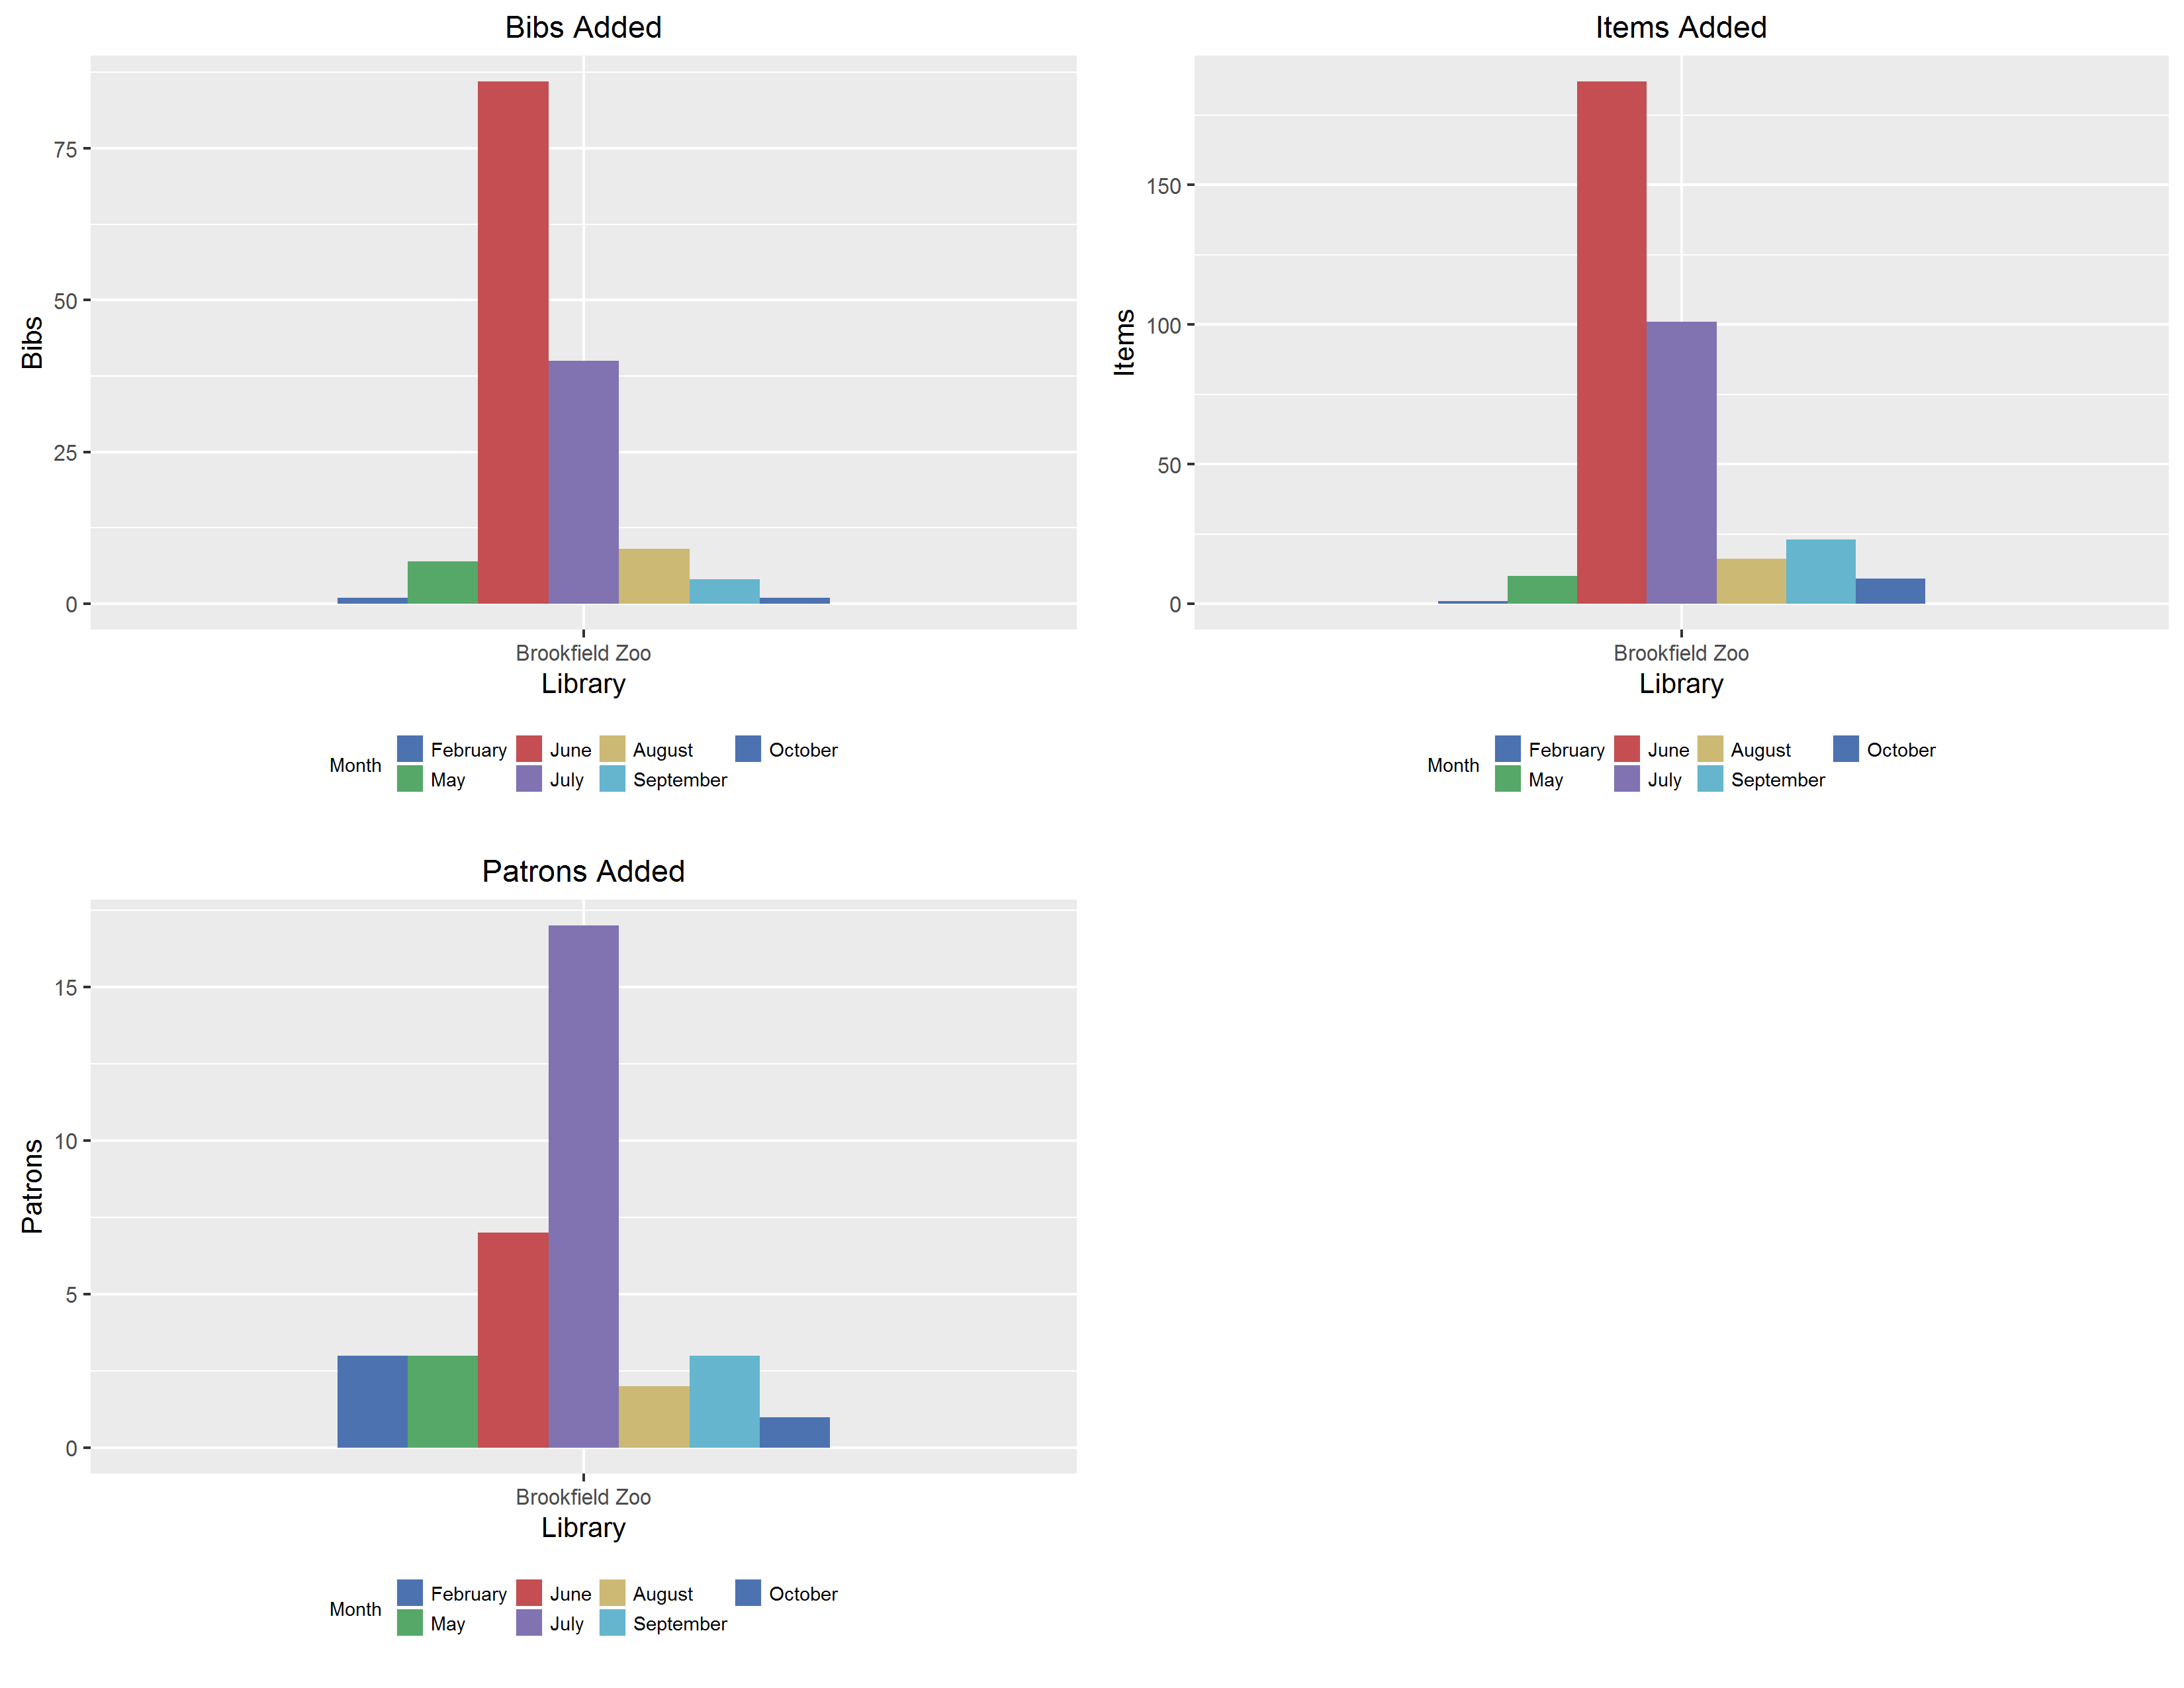 Bibs Added
75
50
25
0
Bibs
Brookfield Zoo
Library
Month
February
June
August
October
May
July
September
Items Added
150
100
50
0
Items
Brookfield Zoo
Library
Month
February
June
August
October
May
July
September
Patrons Added
15
10
5
0
Patrons
Brookfield Zoo
Library
Month
February
June
August
October
May
July
September